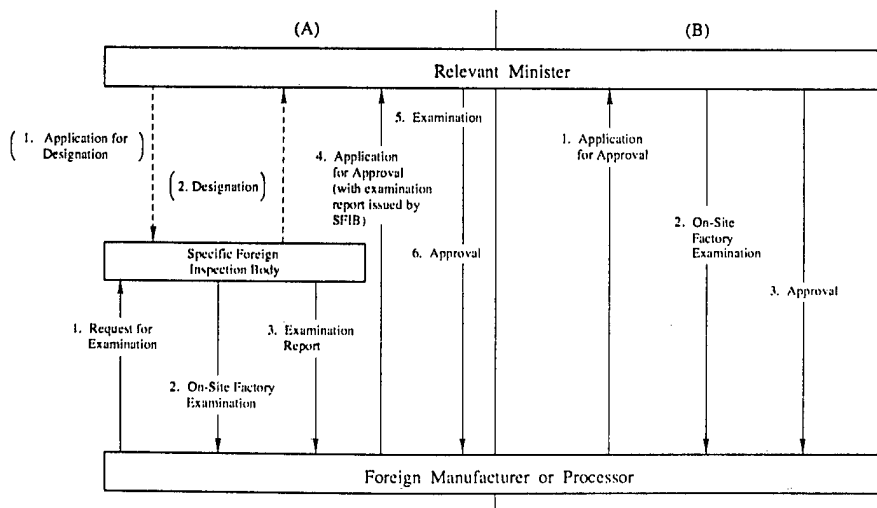 (A)
(B)
Relevant Minister
(1. Application for
Designation)
(2. Designation)
4. Application
for Approval
(with examination
report issued by
SFIB)
5. Examination
6. Approval
1. Application
for Approval
2. On-Site
Factory
Examination
3. Approval
Specific Foreign
Inspection Body
1. Request for
Examination
2. On-Site Factory
Examination
3. Examination
Report
Foreign Manufacturer or Processor